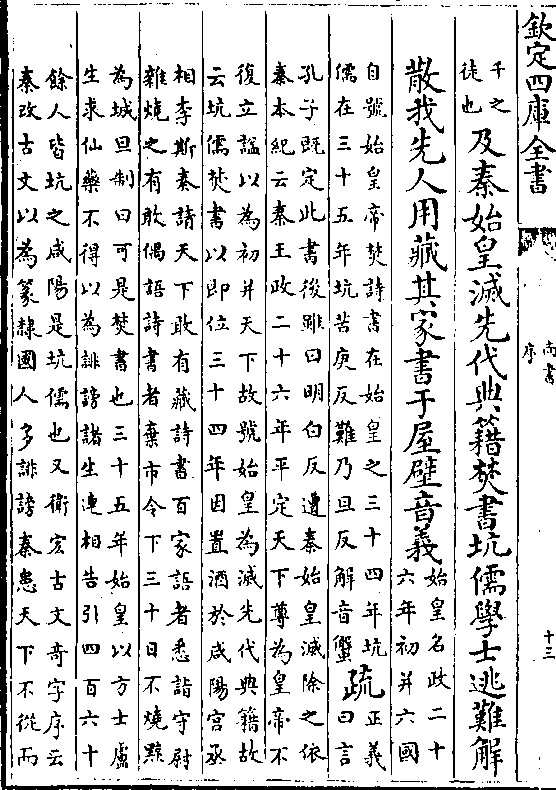 欽定四庫全書
尚書序
十三
千之
徒也
及秦始皇滅先代典籍焚書坑儒學士逃難解
散我先人用藏其家書于屋壁音義
始皇名政二十
六年初并六國
自號始皇帝焚詩書在始皇之三十四年坑
儒在三十五年坑苦庚反難乃旦反解音蟹
疏
正義
曰言
孔子既定此書後雖曰明白反遭秦始皇滅除之依
秦本紀云秦王政二十六年平定天下尊為皇帝不
復立諡以為初并天下故號始皇為滅先代典籍故
云坑儒焚書以即位三十四年因置酒於咸陽宮丞
相李斯奏請天下敢有藏詩書百家語者悉詣守尉
雜燒之有敢偶語詩書者棄市令下三十日不燒黥
為城旦制曰可是焚書也三十五年始皇以方士盧
生求仙藥不得以為誹謗諸生連相告引四百六十
餘人皆坑之咸陽是坑儒也又衛宏古文奇字序云
秦改古文以為篆隸國人多誹謗秦患天下不從而